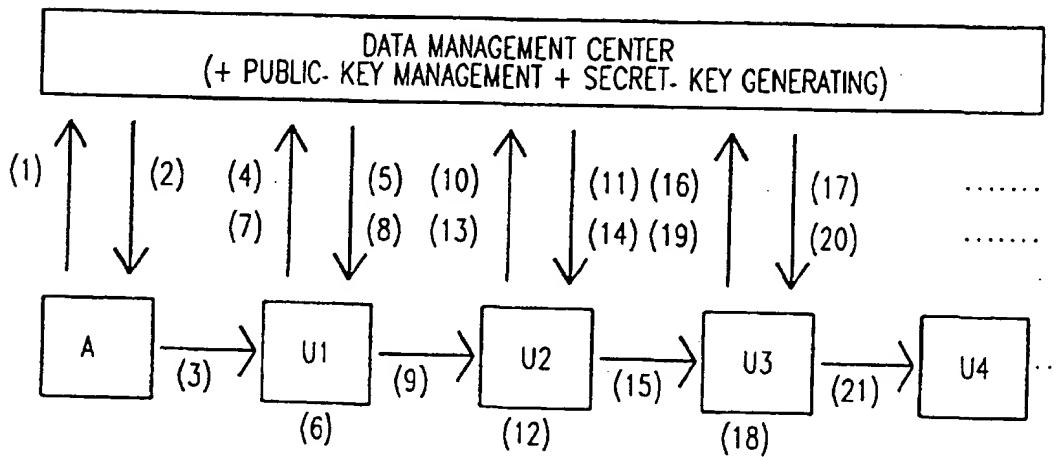 DATA MANAGEMENT CENTER
(+ PUBLIC- KEY MANAGEMENT + SECRET- KEY GENERATING)
(1) (2) (4) (5) (10) (11) (16) (17) .......
(7) (8) (13) (14) (19) (20) .......
A U1 U2 U3 U4 ..
(3) (9) (15) (21)
(6) (12) (18)